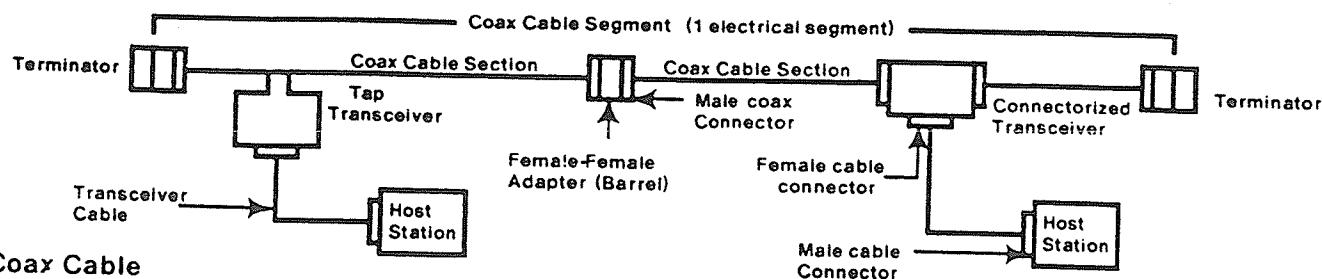 Coax Cable Segment (1 electrical segment)
Terminator
Coax Cable Section
Coax Cable Section
Terminator
Tap
Transceiver
Male coax
Connector
Connectorized
Transceiver
Female-Female
Adapter (Barrel)
Female cable
connector
Transceiver
Cable
Host
Station
Host
Station
Male cable
Connector
Coax Cable